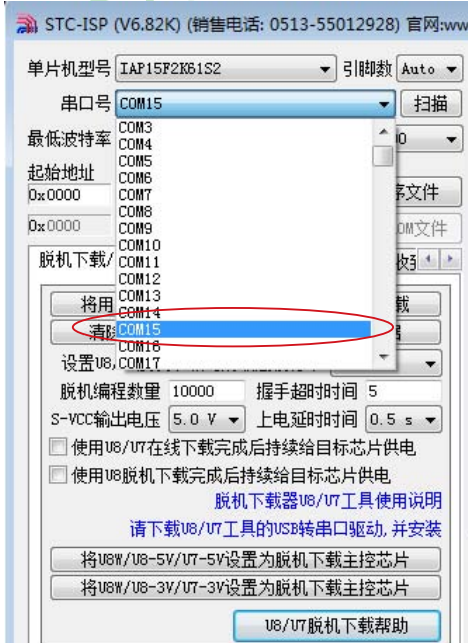 STC-ISP (V6.82K) (销售电话: 0513-55012928) 官网:ww
单片机型号 IAP15F2K61S2 引脚数 Auto
串口号 COM15 扫描
COM3
最低波特率 COM4
COM5
起始地址 COM6
0x0000 COM7 序文件
COM8
0x0000 COM9 OM文件
COM10
脱机下载/ COM11
COM12
将用 COM13 载
COM14
清除 COM15
COM16
设置U8, COM17
脱机编程数量 10000 握手超时时间 5
S-VCC输出电压 5.0 V 上电延时时间 0.5 s
使用U8/U7在线下载完成后持续给目标芯片供电
使用U8脱机下载完成后持续给目标芯片供电
脱机下载器U8/U7工具使用说明
请下载U8/U7工具的USB转串口驱动,并安装
将U8W/U8-5V/U7-5V设置为脱机下载主控芯片
将U8W/U8-3V/U7-3V设置为脱机下载主控芯片
U8/U7脱机下载帮助